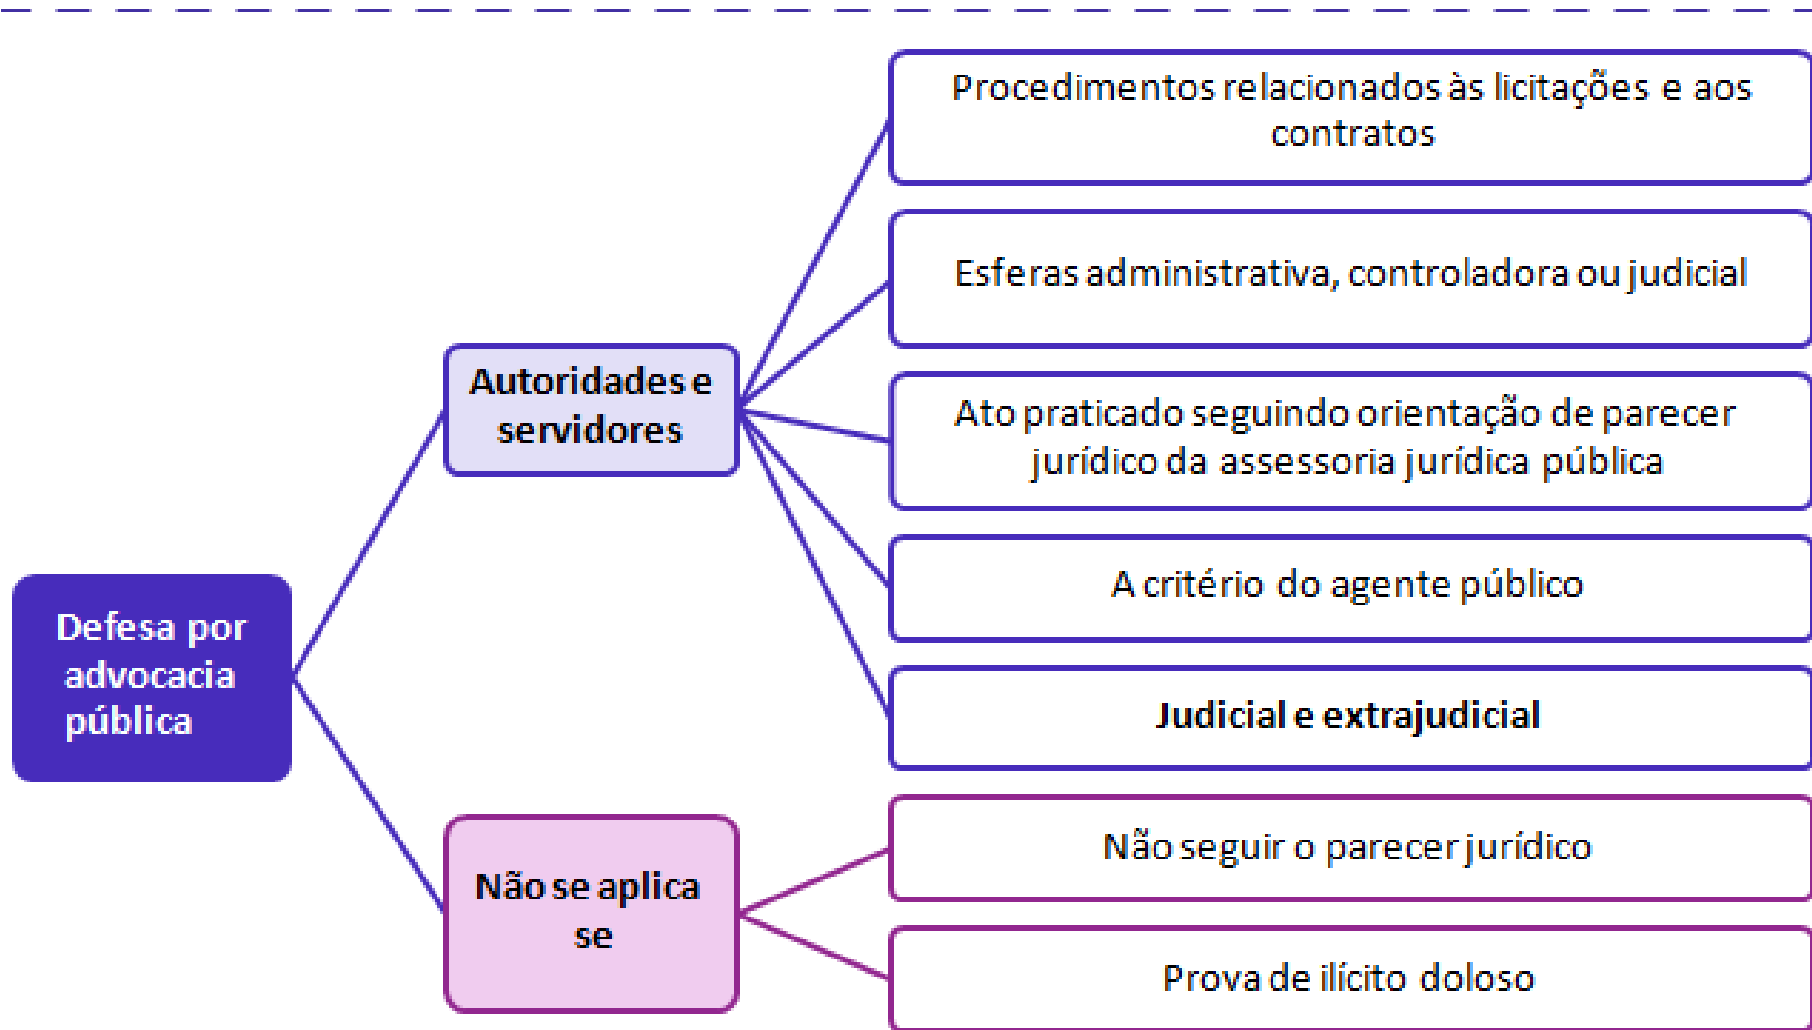 Procedimentos relacionados às licitações e aos
contratos
Esferas administrativa, controladora ou judicial
Autoridades e
servidores
Ato praticado seguindo orientação de parecer
jurídico da assessoria jurídica pública
A critério do agente público
Defesa por
advocacia
pública
Judicial e extrajudicial
Não se aplica
se
Não seguir o parecer jurídico
Prova de ilícito doloso